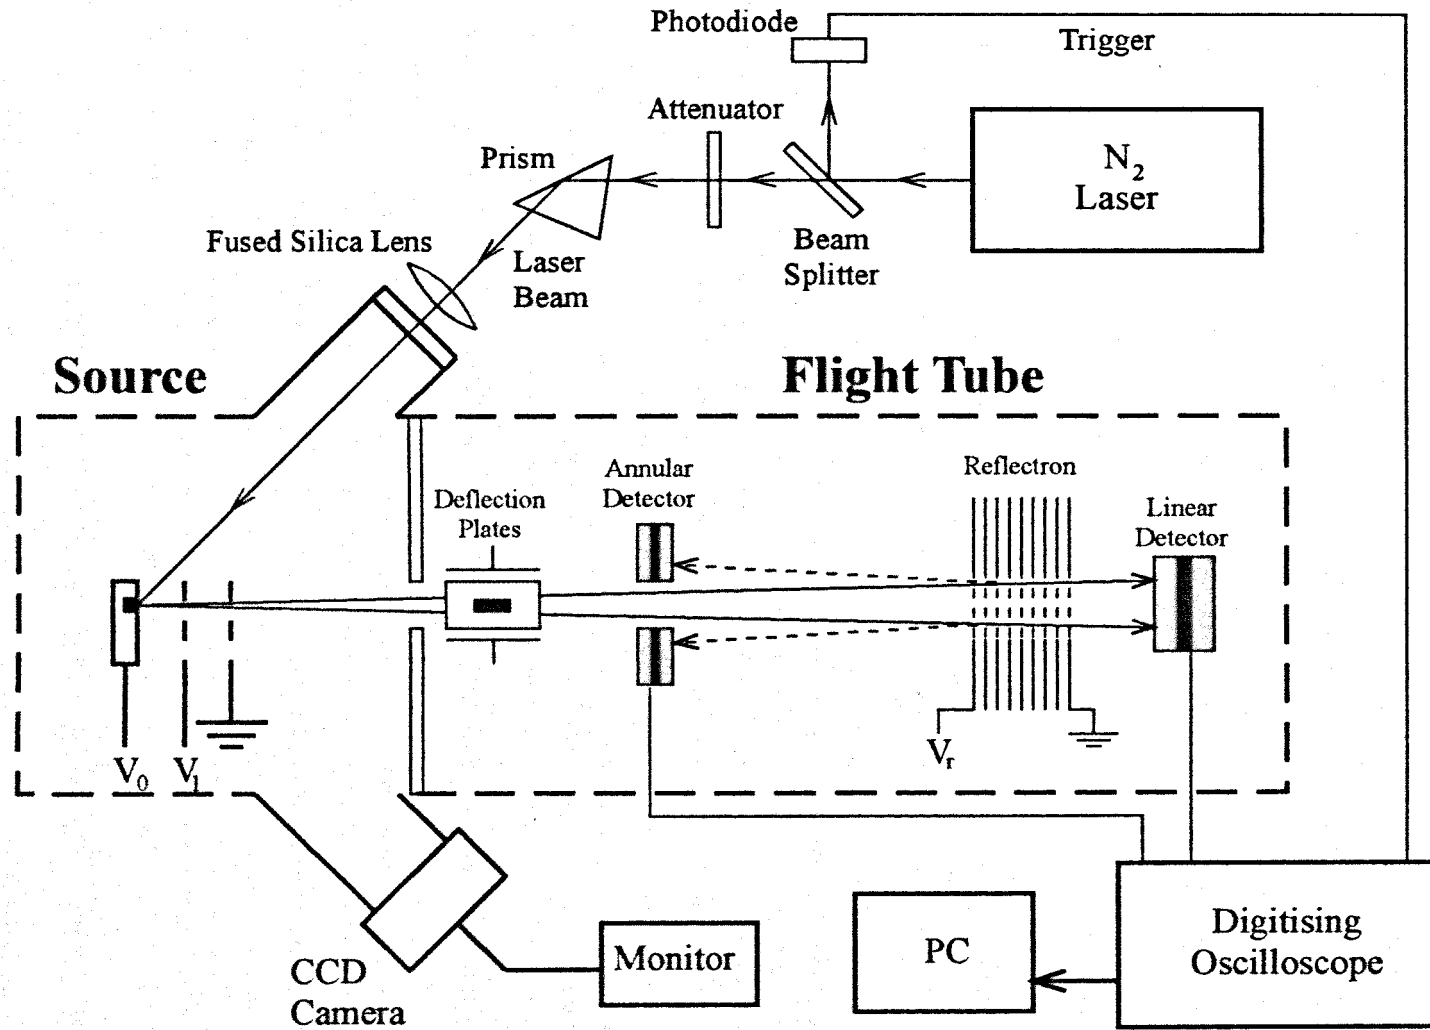 Photodiode
Trigger
Attenuator
N2
Laser
Prism
Beam
Splitter
Fused Silica Lens
Laser
Beam
Source
Flight Tube
Annular
Detector
Reflectron
Deflection
Plates
Linear
Detector
V0
V1
Vr
CCD
Camera
Monitor
PC
Digitising
Oscilloscope